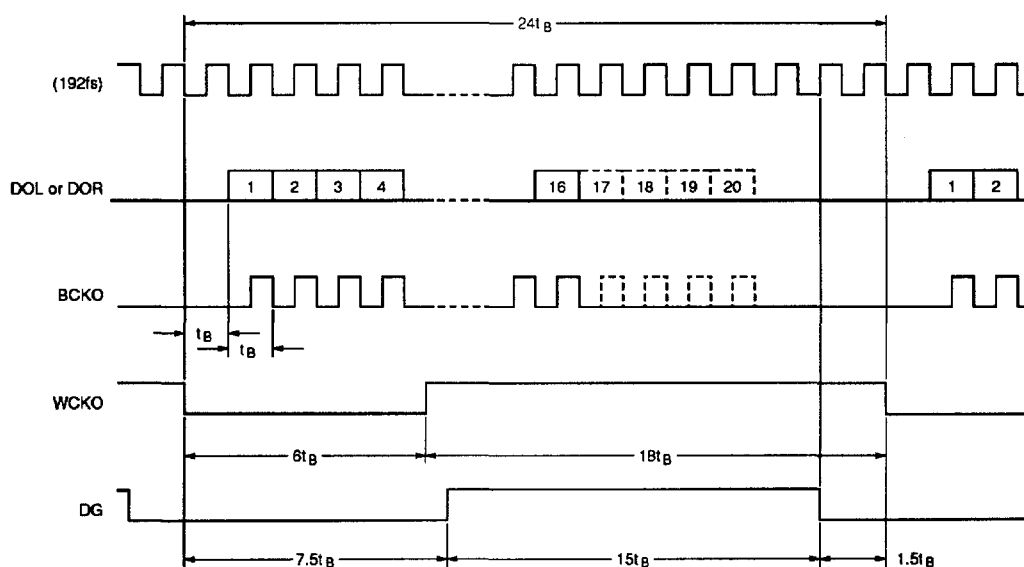 24tB
(192fs)
DOL or DOR
1 2 3 4 16 17 18 19 20 1 2
BCKO
tB
tB
WCKO
6tB 18tB
DG
7.5tB 15tB 1.5tB